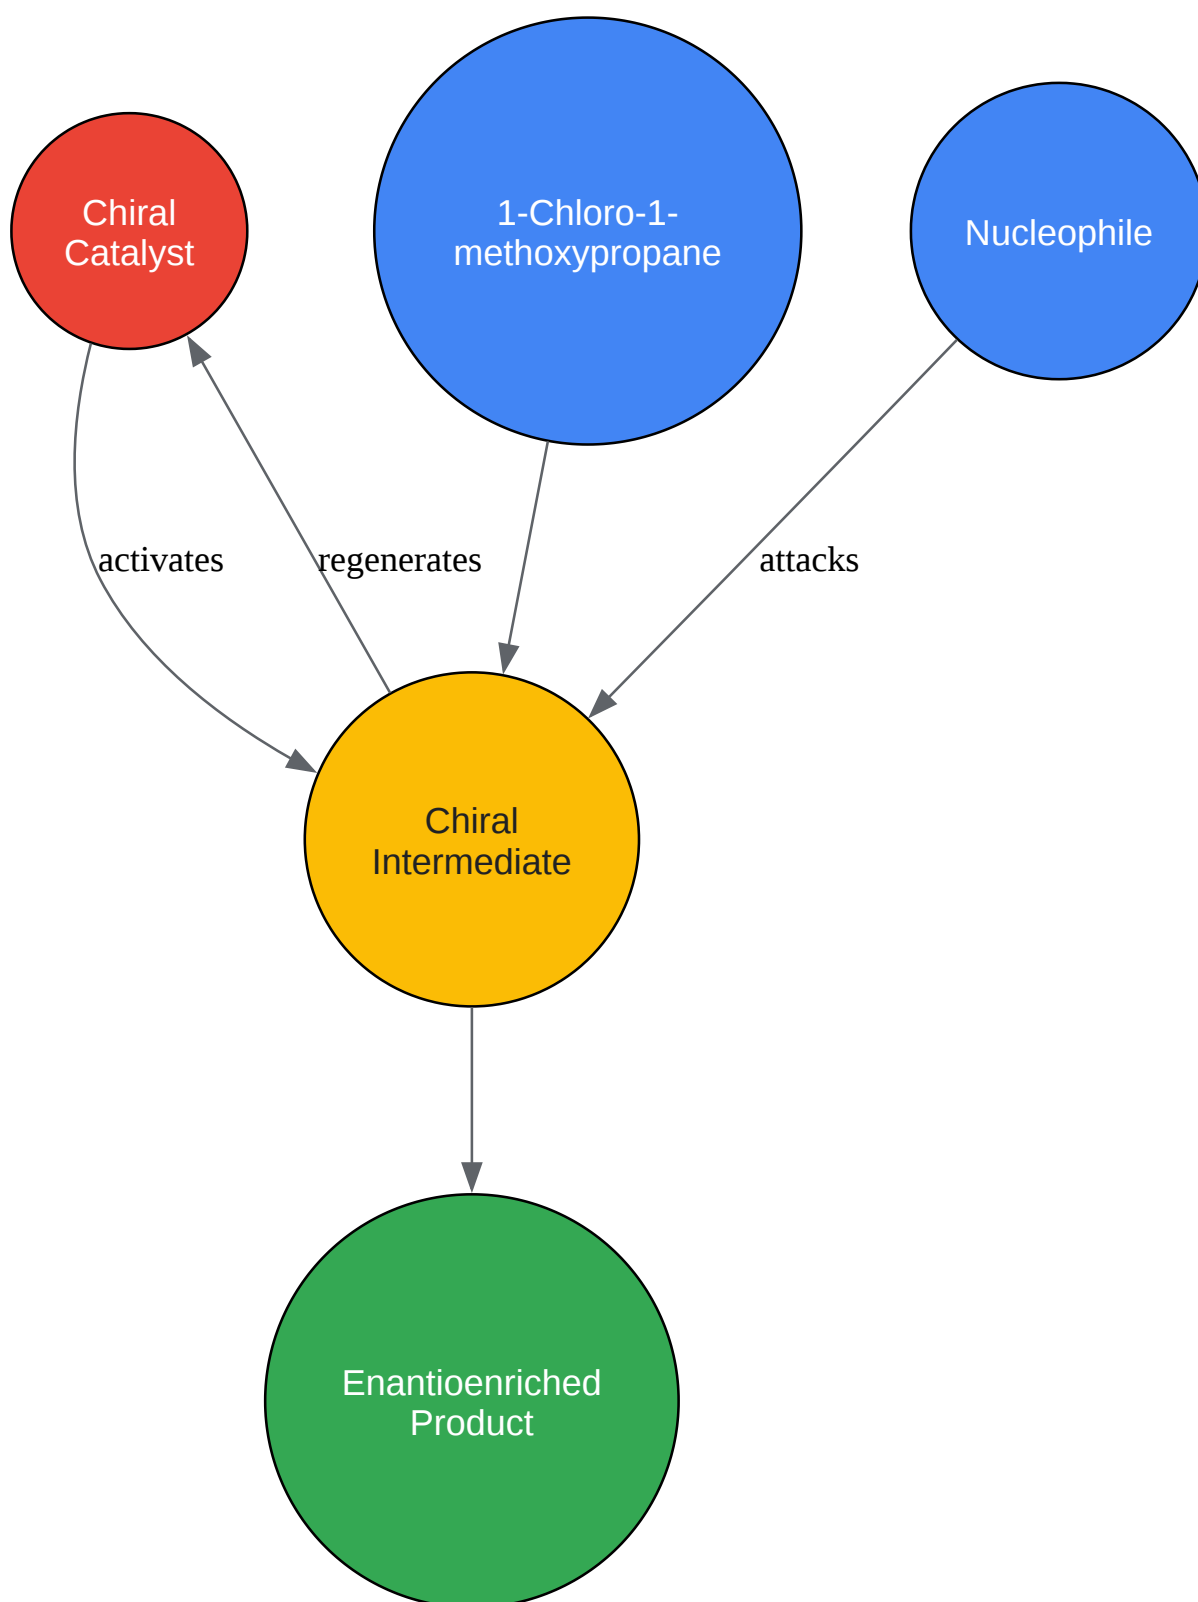 Chiral
Catalyst
1-Chloro-1-
methoxypropane
Nucleophile
activates
regenerates
attacks
Chiral
Intermediate
Enantioenriched
Product